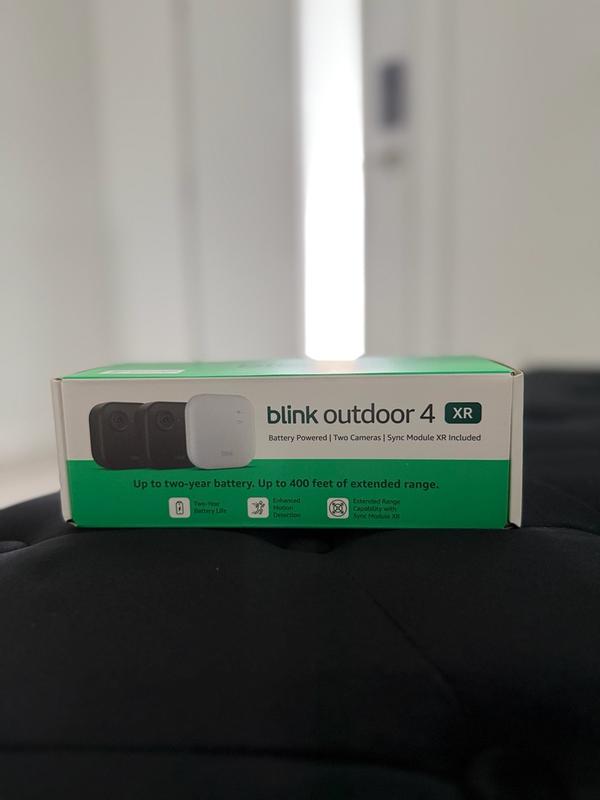 blink outdoor 4 XR
Battery Powered | Two Cameras | Sync Module XR Included
Up to two-year battery. Up to 400 feet of extended range.
Two-Year
Battery Life
Enhanced
Motion
Detection
Extended Range
Capability with
Sync Module XR
blink